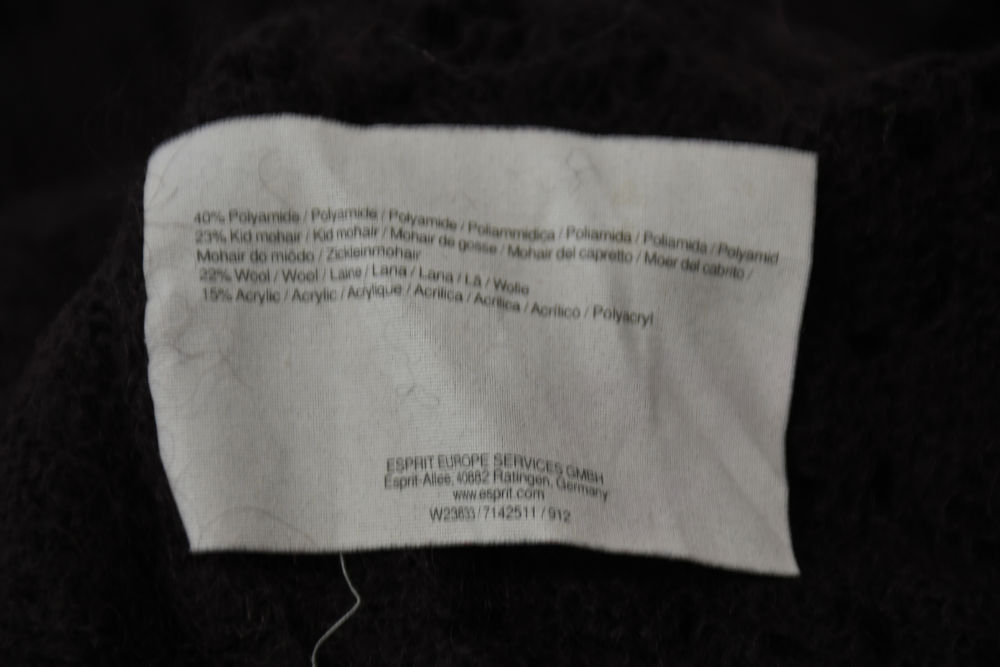 40% Polyamide / Polyamide / Polyamide / Poliammidica / Poliamida / Poliamida / Polyamid
23% Kid mohair / Kid mohair / Mohair de gosse / Mohair del capretto / Moer del cabrito /
Mohair do miòdo / Zickleinmohair
22% Wool / Wool / Laine / Lana / Lana / Lã / Wolle
15% Acrylic / Acrylic / Acrylique / Acrilica / Acrílica / Acrílico / Polyacryl
ESPRIT EUROPE SERVICES GMBH
Esprit-Allee, 40882 Ratingen, Germany
www.esprit.com
W23633 / 7142511 / 912